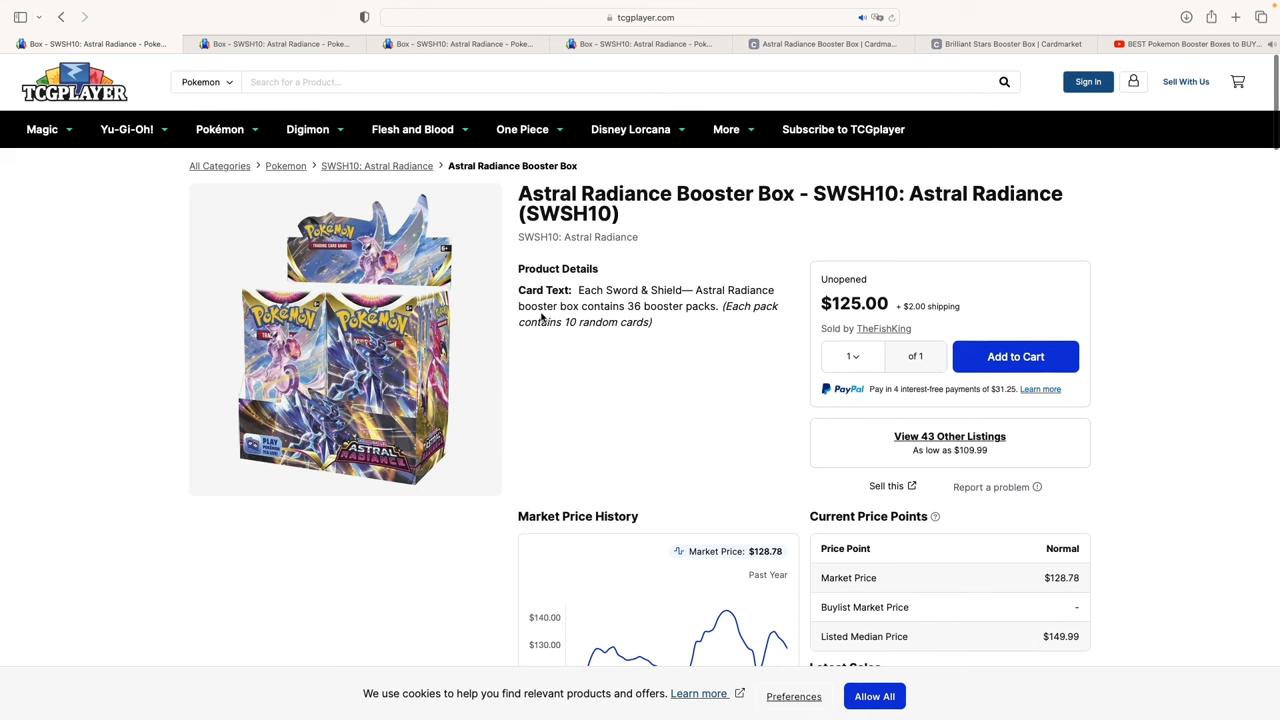 tcgplayer.com
Box - SWSH10: Astral Radiance - Poke...
Box - SWSH10: Astral Radiance - Poke...
Box - SWSH10: Astral Radiance - Poke...
Box - SWSH10: Astral Radiance - Pok...
Astral Radiance Booster Box | Cardma...
Brilliant Stars Booster Box | Cardmarket
BEST Pokemon Booster Boxes to BUY...
TCGPLAYER
Pokemon
Search for a Product...
Sign In
Sell With Us
Magic
Yu-Gi-Oh!
Pokémon
Digimon
Flesh and Blood
One Piece
Disney Lorcana
More
Subscribe to TCGplayer
All Categories > Pokemon > SWSH10: Astral Radiance > Astral Radiance Booster Box
POKÉMON
TRADING CARD GAME
PLAY
ASTRAL
RADIANCE
Astral Radiance Booster Box - SWSH10: Astral Radiance
(SWSH10)
SWSH10: Astral Radiance
Product Details
Card Text: Each Sword & Shield— Astral Radiance
booster box contains 36 booster packs. (Each pack
contains 10 random cards)
Unopened
$125.00 + $2.00 shipping
Sold by TheFishKing
1
of 1
Add to Cart
PayPal Pay in 4 interest-free payments of $31.25. Learn more
View 43 Other Listings
As low as $109.99
Sell this
Report a problem
Market Price History
Market Price: $128.78
Past Year
$140.00
$130.00
Current Price Points
Price Point Normal
Market Price $128.78
Buylist Market Price -
Listed Median Price $149.99
We use cookies to help you find relevant products and offers. Learn more
Preferences
Allow All